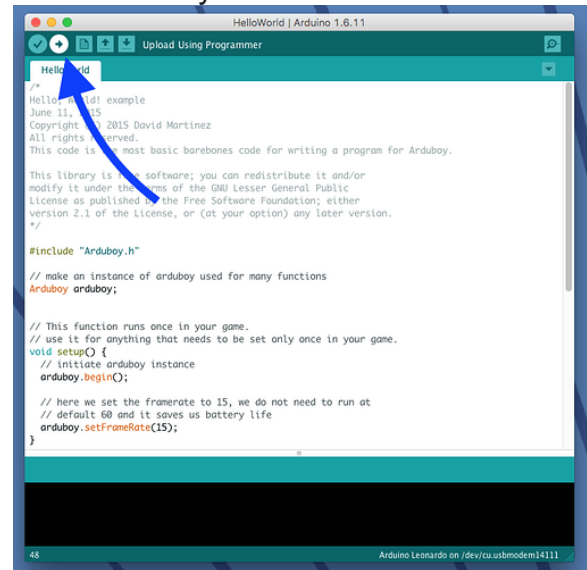 HelloWorld | Arduino 1.6.11
Upload Using Programmer
/*
example
Copyright 2015 David Martinez
All rights
This code is most basic barebones code for writing a program for Arduboy.
This library is software; you can redistribute it and/or
modify it under the of the GNU Lesser General Public
License as published the Free Software Foundation; either
version 2.1 of the License, or (at your option) any later version.
*/
#include "Arduboy.h"
// make an instance of arduboy used for many functions
Arduboy arduboy;
// This function runs once in your game.
// use it for anything that needs to be set only once in your game.
void setup() {
// initiate arduboy instance
arduboy.begin();
// here we set the framerate to 15, we do not need to run at
// default 60 and it saves us battery life
arduboy.setFrameRate(15);
}
48
Arduino Leonardo on /dev/cu.usbmodem14111